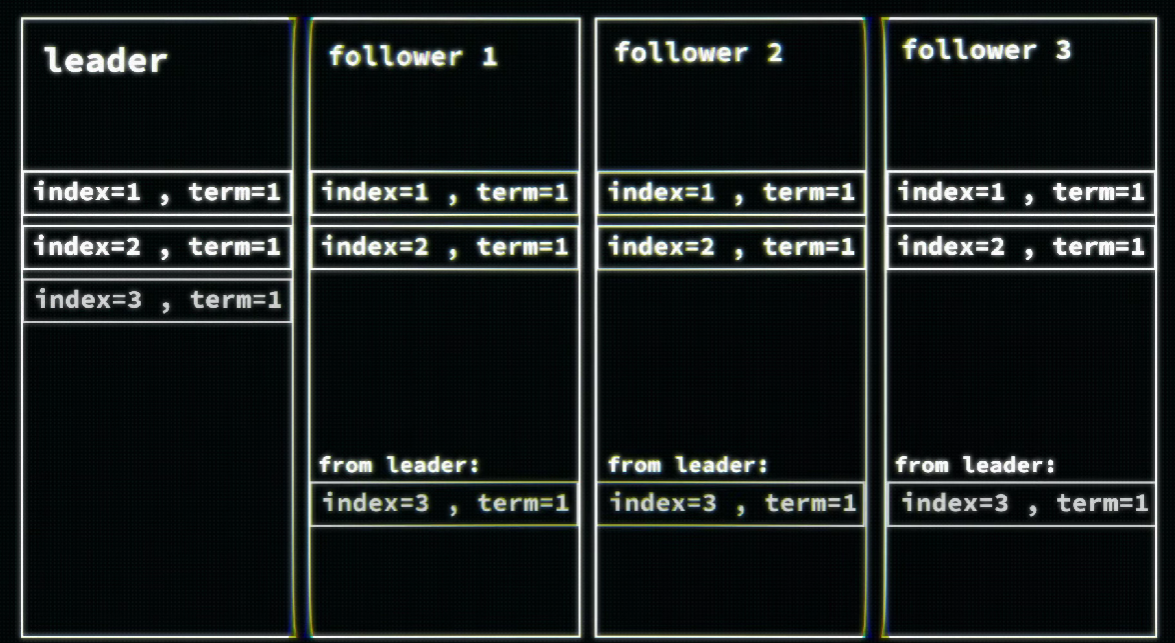 leader
index=1 , term=1
index=2 , term=1
index=3 , term=1
follower 1
index=1 , term=1
index=2 , term=1
from leader:
index=3 , term=1
follower 2
index=1 , term=1
index=2 , term=1
from leader:
index=3 , term=1
follower 3
index=1 , term=1
index=2 , term=1
from leader:
index=3 , term=1